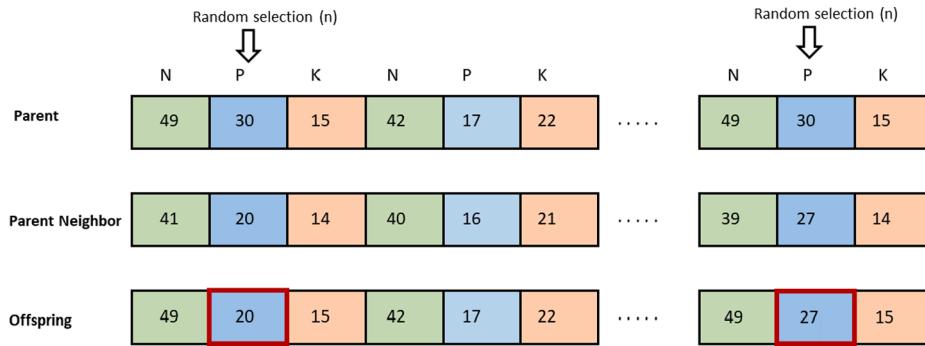 Random selection (n) Random selection (n)
N P K N P K N P K
Parent 49 30 15 42 17 22 ..... 49 30 15
Parent Neighbor 41 20 14 40 16 21 ..... 39 27 14
Offspring 49 20 15 42 17 22 ..... 49 27 15